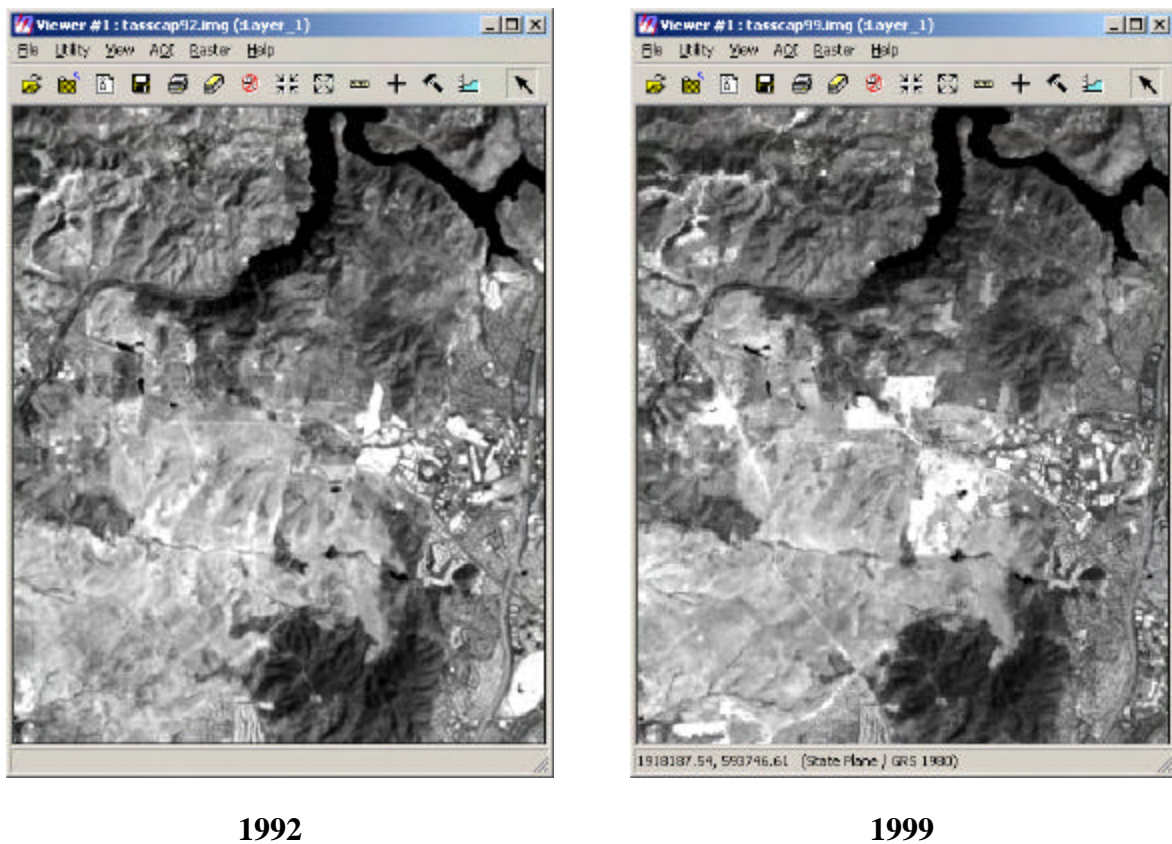 Viewer #1 : tasscap92.img (:Layer_1)
File Utility View AOI Raster Help
Viewer #1 : tasscap99.img (:Layer_1)
File Utility View AOI Raster Help
1918187.54, 593746.61 (State Plane / GRS 1980)
1992
1999